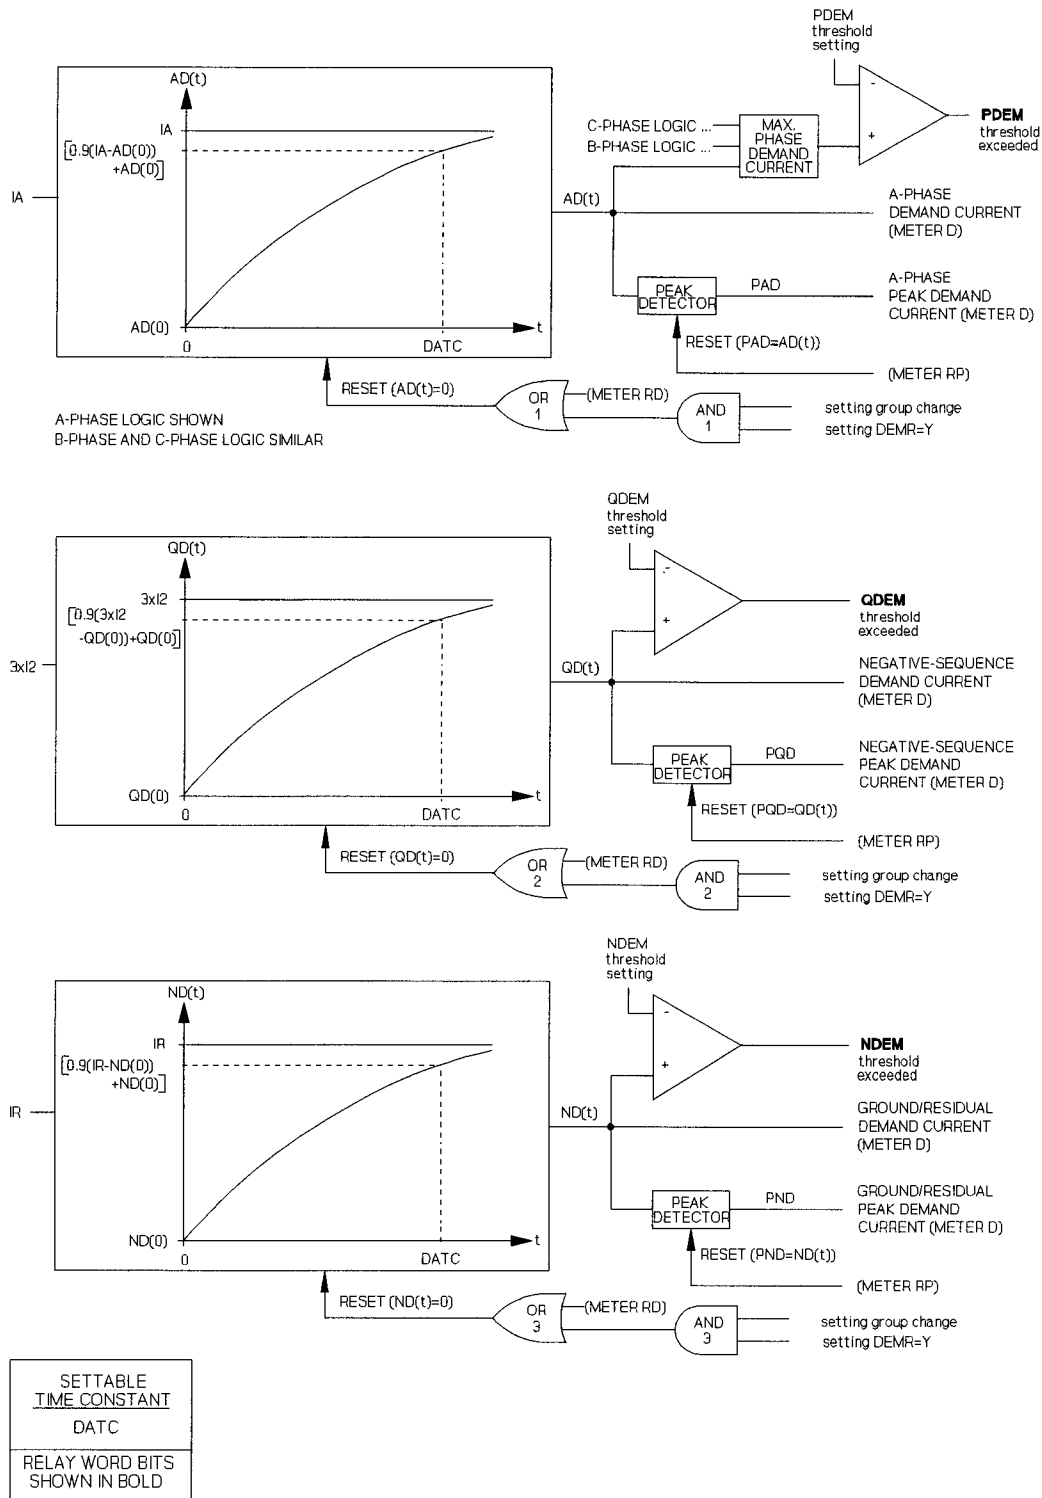 PDEM
threshold
setting
AD(t)
IA
[0.9(IA-AD(0))
+AD(0)]
IA
AD(0)
0
DATC
t
C-PHASE LOGIC ...
B-PHASE LOGIC ...
MAX.
PHASE
DEMAND
CURRENT
-
+
PDEM
threshold
exceeded
AD(t)
A-PHASE
DEMAND CURRENT
(METER D)
PEAK
DETECTOR
PAD
A-PHASE
PEAK DEMAND
CURRENT (METER D)
RESET (PAD=AD(t))
(METER RP)
RESET (AD(t)=0)
OR
1
(METER RD)
AND
1
setting group change
setting DEMR=Y
A-PHASE LOGIC SHOWN
B-PHASE AND C-PHASE LOGIC SIMILAR
QDEM
threshold
setting
QD(t)
3xI2
[0.9(3xI2
-QD(0))+QD(0)]
3xI2
QD(0)
0
DATC
t
-
+
QDEM
threshold
exceeded
QD(t)
NEGATIVE-SEQUENCE
DEMAND CURRENT
(METER D)
PEAK
DETECTOR
PQD
NEGATIVE-SEQUENCE
PEAK DEMAND
CURRENT (METER D)
RESET (PQD=QD(t))
(METER RP)
RESET (QD(t)=0)
OR
2
(METER RD)
AND
2
setting group change
setting DEMR=Y
NDEM
threshold
setting
ND(t)
IR
[0.9(IR-ND(0))
+ND(0)]
IR
ND(0)
0
DATC
t
-
+
NDEM
threshold
exceeded
ND(t)
GROUND/RESIDUAL
DEMAND CURRENT
(METER D)
PEAK
DETECTOR
PND
GROUND/RESIDUAL
PEAK DEMAND
CURRENT (METER D)
RESET (PND=ND(t))
(METER RP)
RESET (ND(t)=0)
OR
3
(METER RD)
AND
3
setting group change
setting DEMR=Y
SETTABLE
TIME CONSTANT
DATC
RELAY WORD BITS
SHOWN IN BOLD